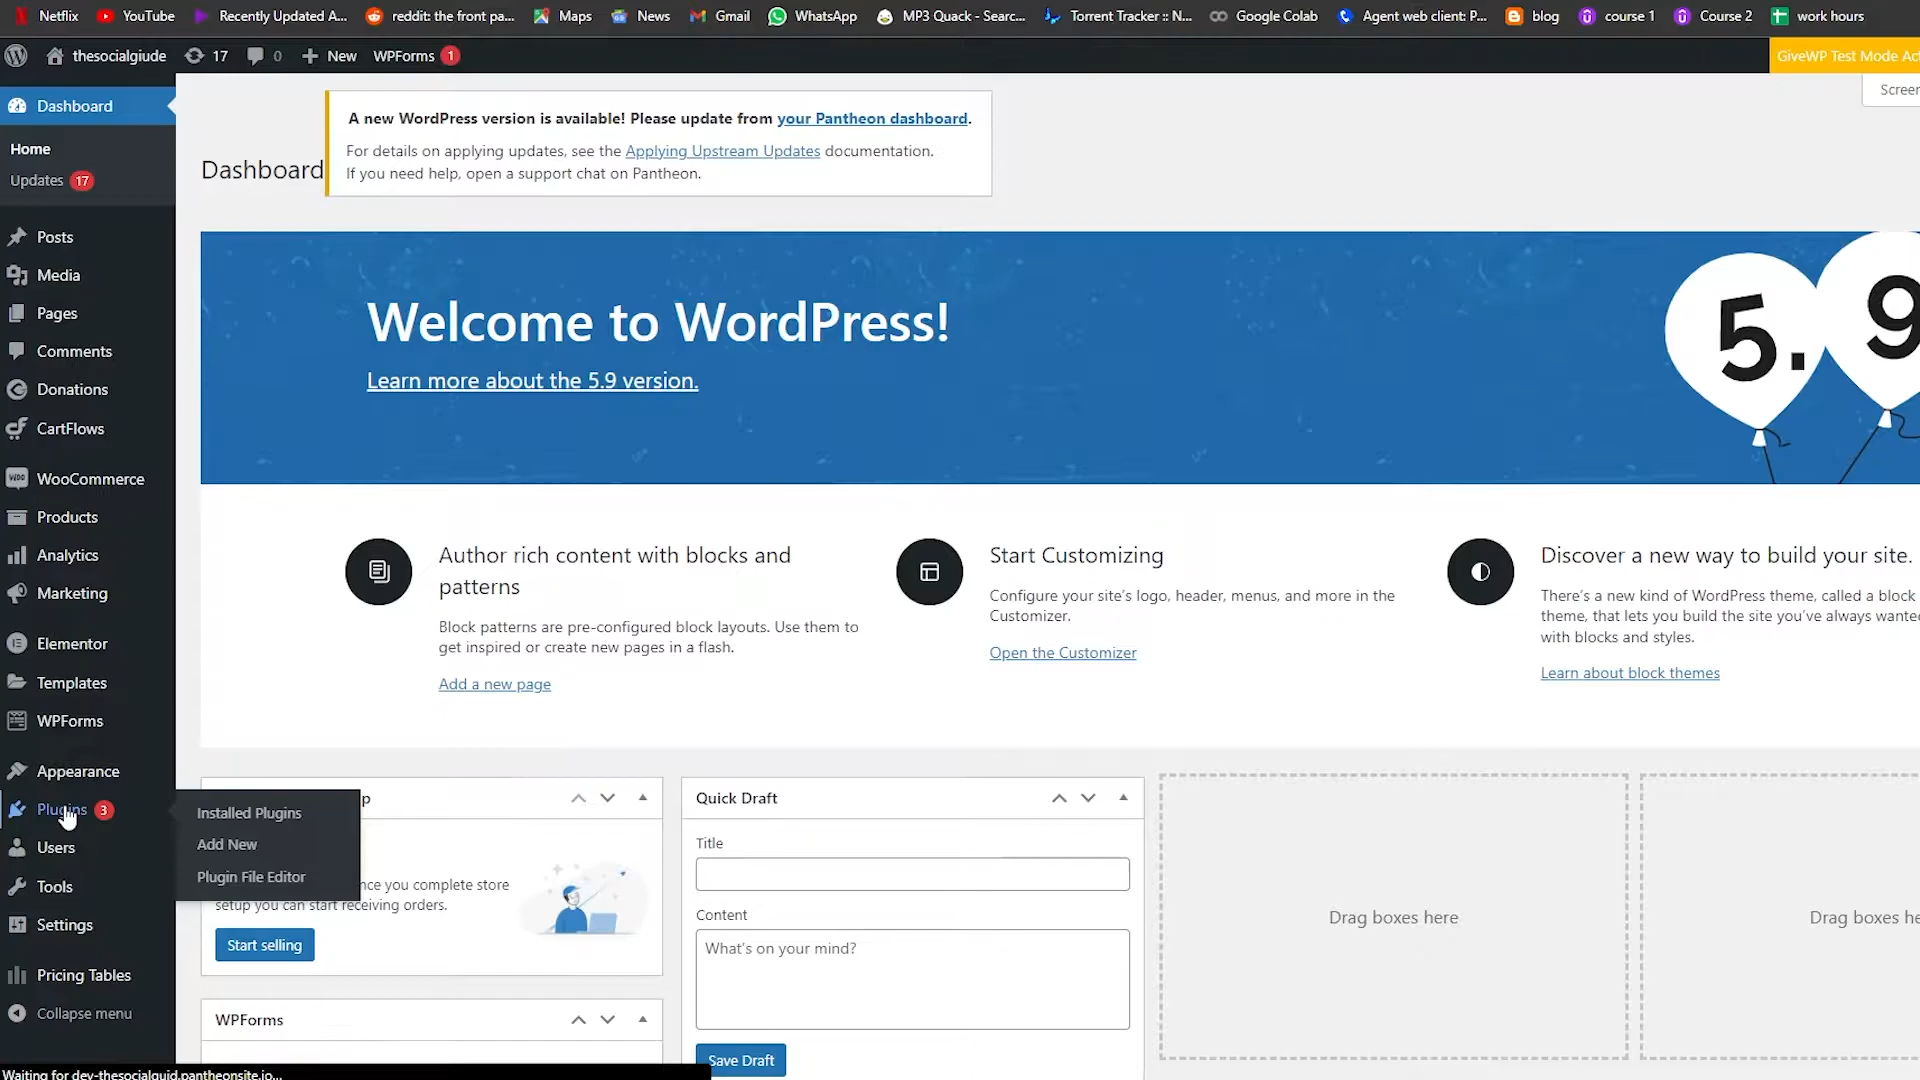 Netflix YouTube Recently Updated A... reddit: the front pa... Maps News Gmail WhatsApp MP3 Quack - Searc... Torrent Tracker :: N... Google Colab Agent web client: P... blog course 1 Course 2 work hours
thesocialgiude 17 0 New WPForms 1 GiveWP Test Mode Act
Screen
Dashboard
Home
Updates 17
Posts
Media
Pages
Comments
Donations
CartFlows
WooCommerce
Products
Analytics
Marketing
Elementor
Templates
WPForms
Appearance
Plugins 3
Users
Tools
Settings
Pricing Tables
Collapse menu
Installed Plugins
Add New
Plugin File Editor
Dashboard
A new WordPress version is available! Please update from your Pantheon dashboard.
For details on applying updates, see the Applying Upstream Updates documentation.
If you need help, open a support chat on Pantheon.
Welcome to WordPress!
Learn more about the 5.9 version.
5.9
Author rich content with blocks and
patterns
Block patterns are pre-configured block layouts. Use them to
get inspired or create new pages in a flash.
Add a new page
Start Customizing
Configure your site's logo, header, menus, and more in the
Customizer.
Open the Customizer
Discover a new way to build your site.
There's a new kind of WordPress theme, called a block
theme, that lets you build the site you've always wanted
with blocks and styles.
Learn about block themes
p
nce you complete store
setup you can start receiving orders.
Start selling
WPForms
Quick Draft
Title
Content
What's on your mind?
Save Draft
Drag boxes here
Drag boxes he
Waiting for dev-thesocialguid.pantheonsite.io...